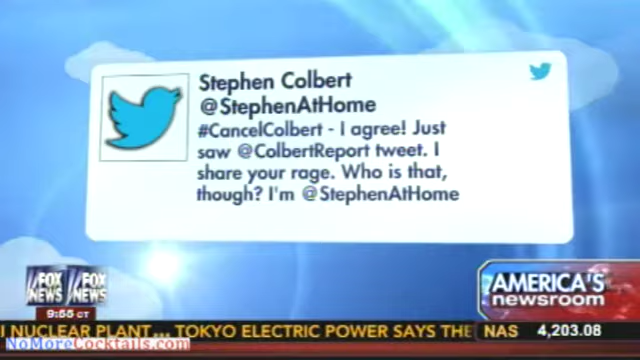 Stephen Colbert
@StephenAtHome
#CancelColbert - I agree! Just
saw @ColbertReport tweet. I
share your rage. Who is that,
though? I'm @StephenAtHome
FOX NEWS FOX NEWS
AMERICA'S
newsroom
9:55 CT
I NUCLEAR PLANT... TOKYO ELECTRIC POWER SAYS THE NAS 4,203.08
NoMoreCocktails.com